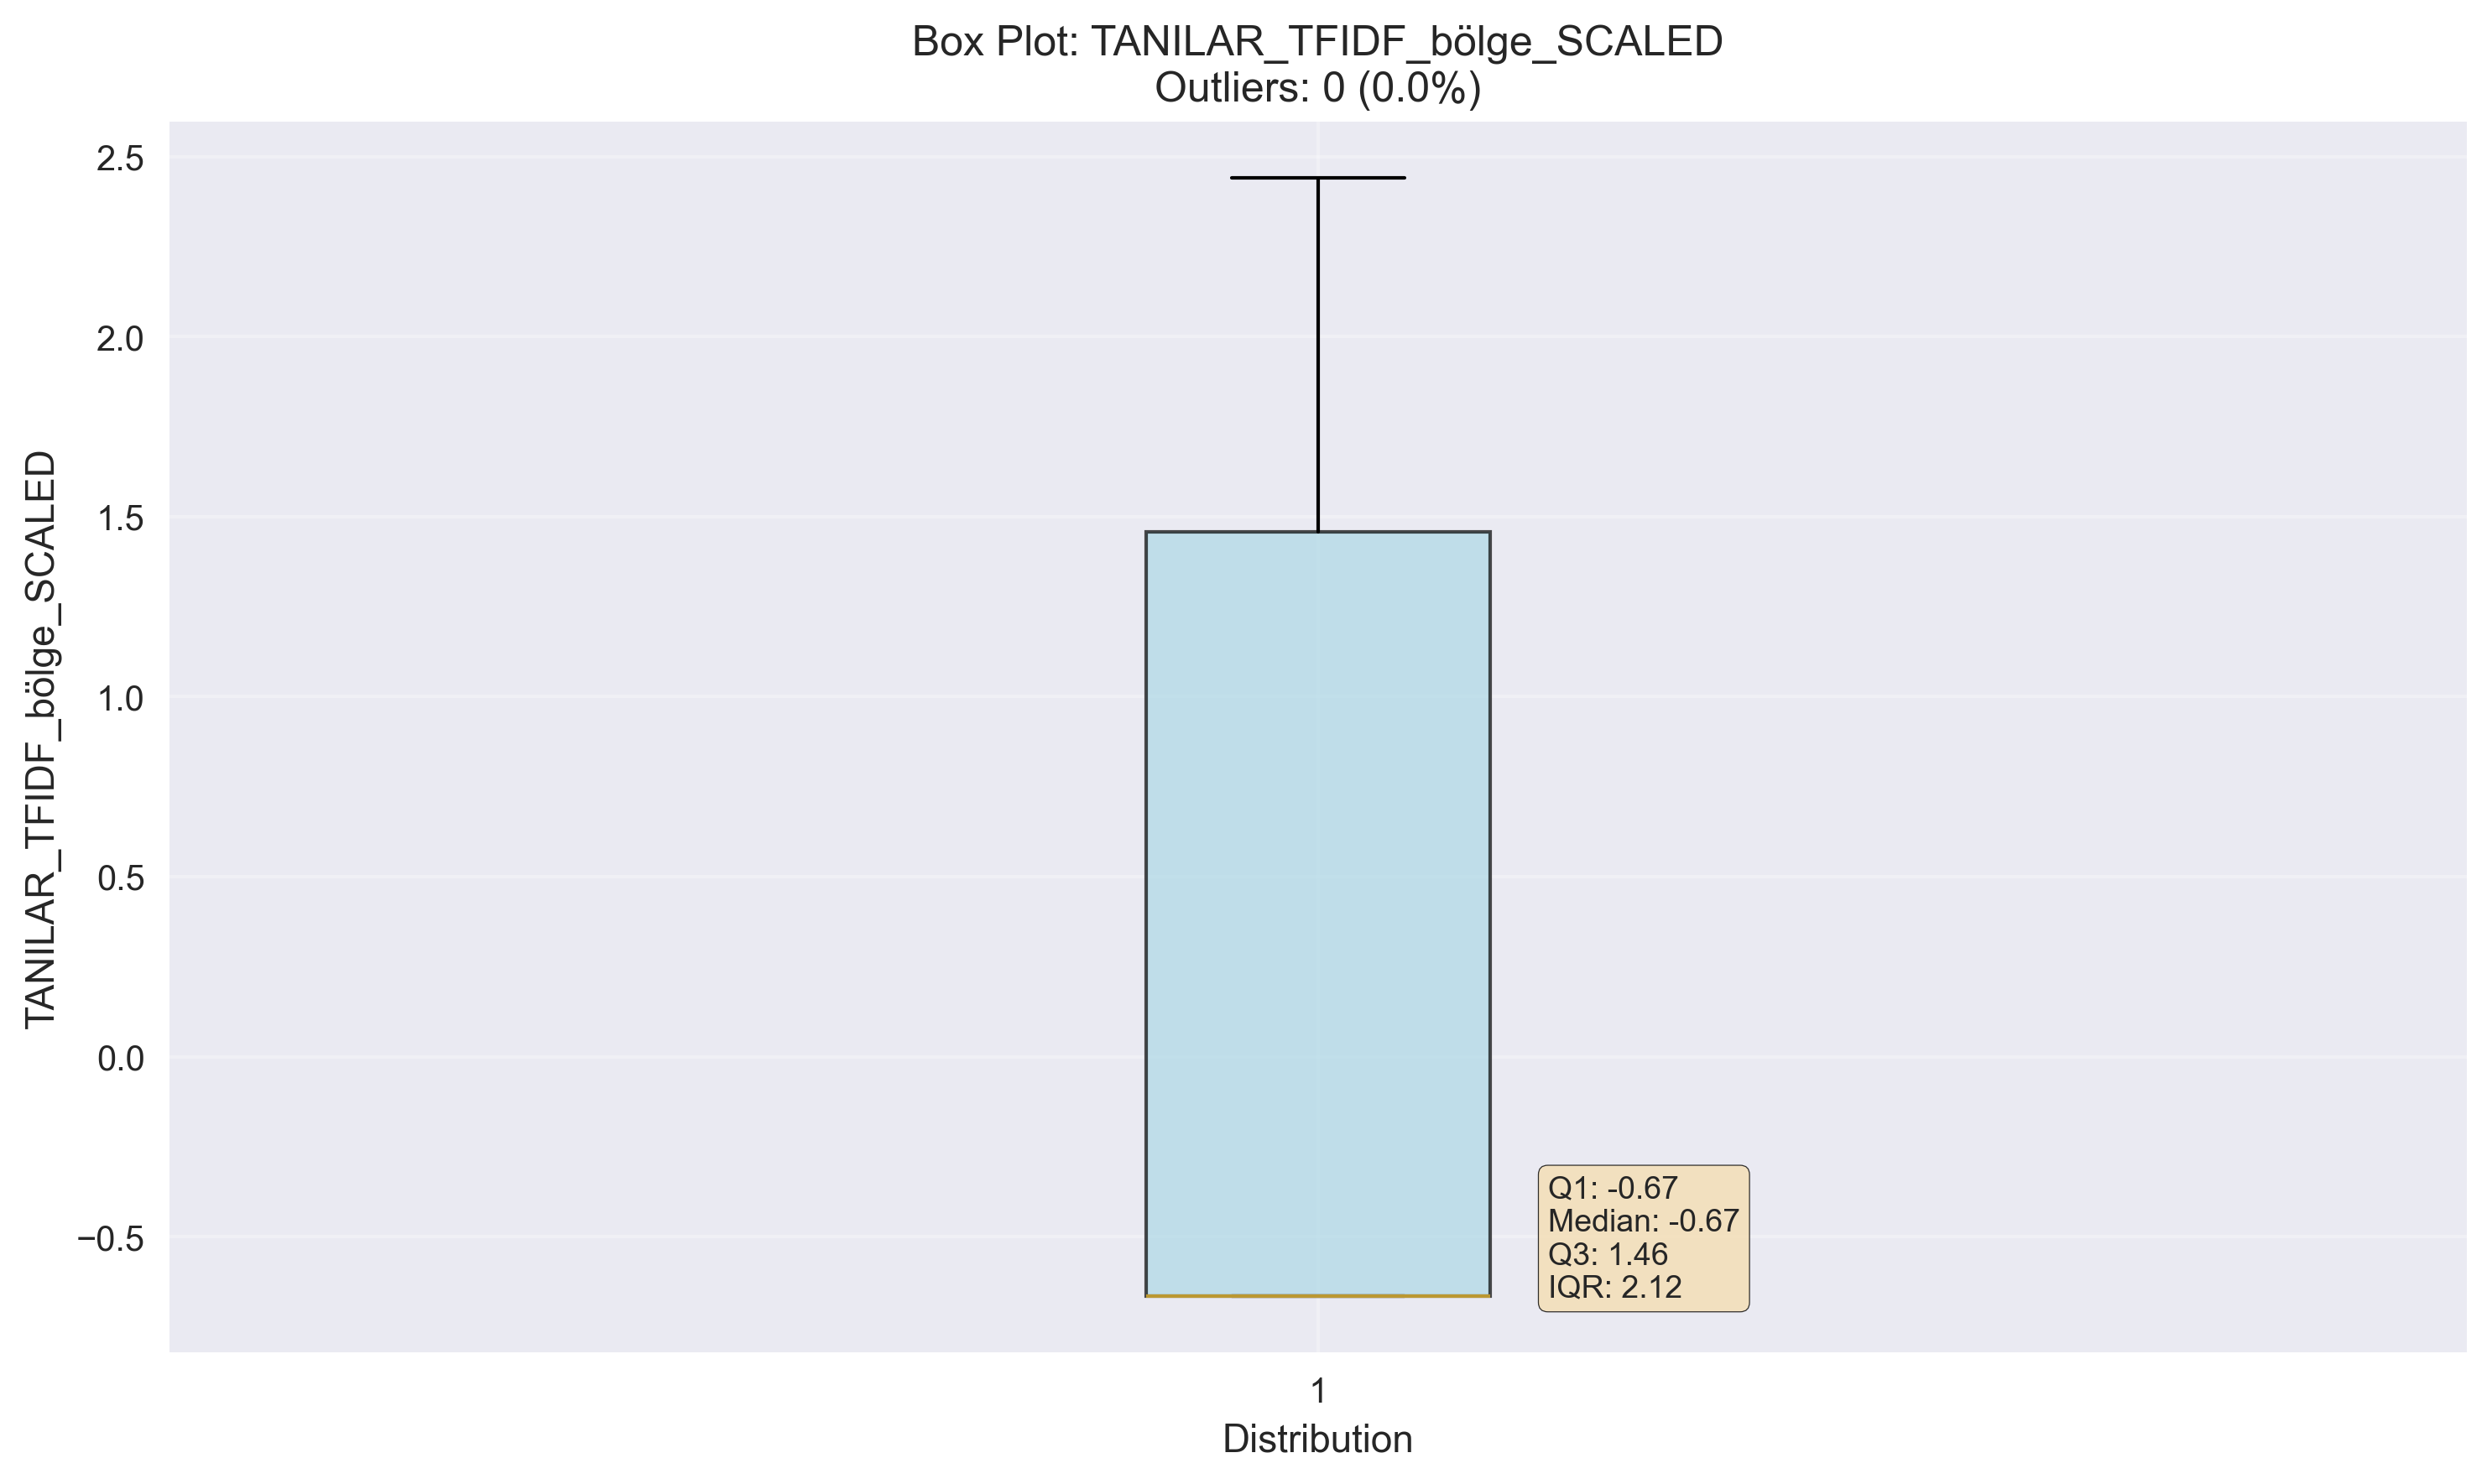 Box Plot: TANILAR_TFIDF_bölge_SCALED
Outliers: 0 (0.0%)
TANILAR_TFIDF_bölge_SCALED
2.5
2.0
1.5
1.0
0.5
0.0
−0.5
Q1: -0.67
Median: -0.67
Q3: 1.46
IQR: 2.12
1
Distribution